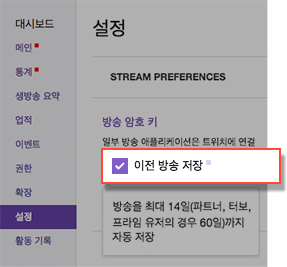 대시보드
메인
통계
생방송 요약
업적
이벤트
권한
확장
설정
활동 기록
설정
STREAM PREFERENCES
방송 암호 키
일부 방송 애플리케이션은 트위치에 연결
이전 방송 저장
방송을 최대 14일(파트너, 터보,
프라임 유저의 경우 60일)까지
자동 저장